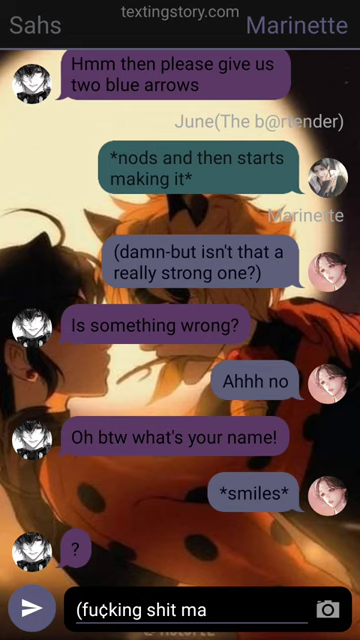 textingstory.com
Sahs
Marinette
Hmm then please give us
two blue arrows
June(The b@rtender)
*nods and then starts
making it*
Marinette
(damn-but isn't that a
really strong one?)
Is something wrong?
Ahhh no
Oh btw what's your name!
*smiles*
?
(fu¢king shit ma